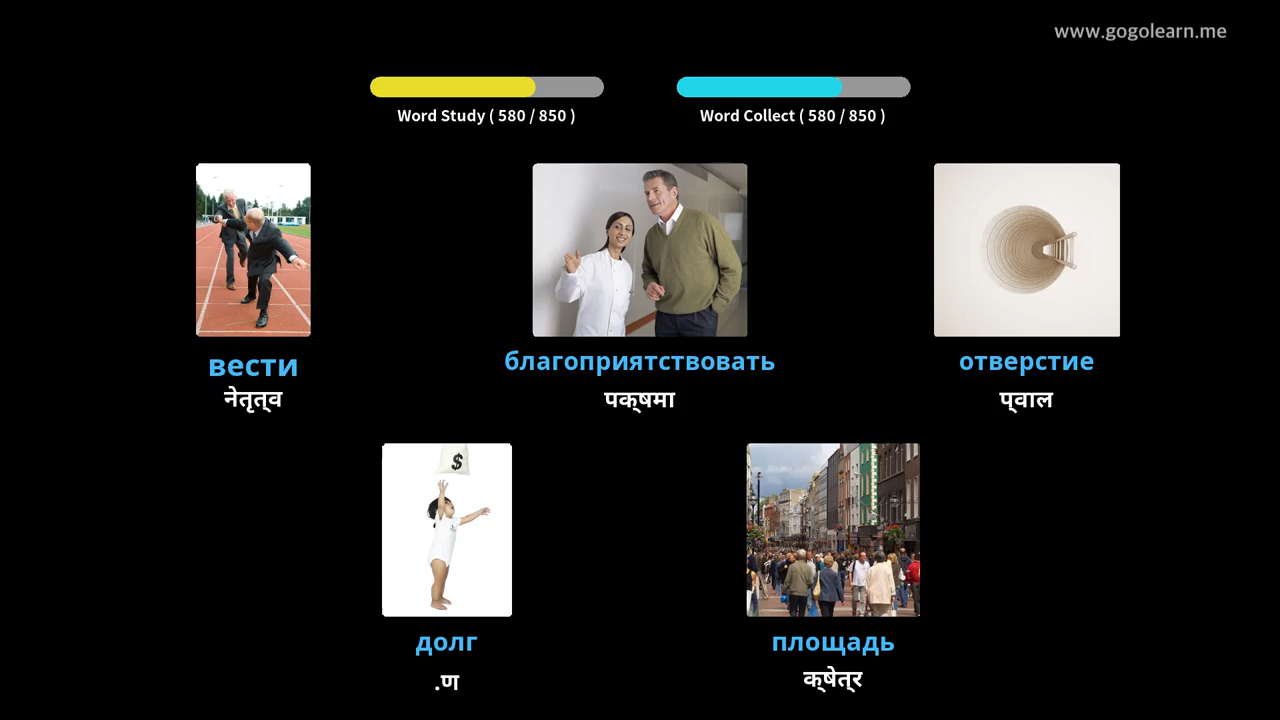 www.gogolearn.me
Word Study ( 580 / 850 )
Word Collect ( 580 / 850 )
вести
नेतृत्व
благоприятствовать
पक्षमा
отверстие
प्वाल
$
долг
.ण
площадь
क्षेत्र